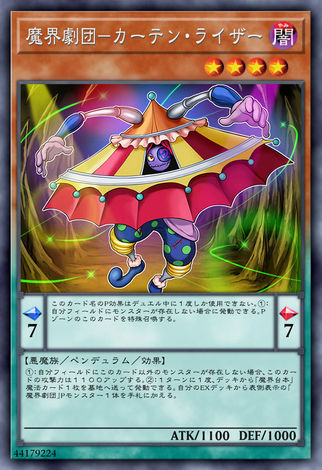 魔界劇団－カーテン・ライザー
やみ
闇
このカード名のP効果はデュエル中に１度しか使用できない。①：
自分フィールドにモンスターが存在しない場合に発動できる。P
ゾーンのこのカードを特殊召喚する。
7
7
【悪魔族／ペンデュラム／効果】
①：自分フィールドにこのカード以外のモンスターが存在しない場合、このカー
ドの攻撃力は１１００アップする。②：１ターンに１度、デッキから「魔界台本」
魔法カード１枚を墓地へ送って発動できる。自分のEXデッキから表側表示の「
魔界劇団」Pモンスター１体を手札に加える。
ATK/1100 DEF/1000
44179224